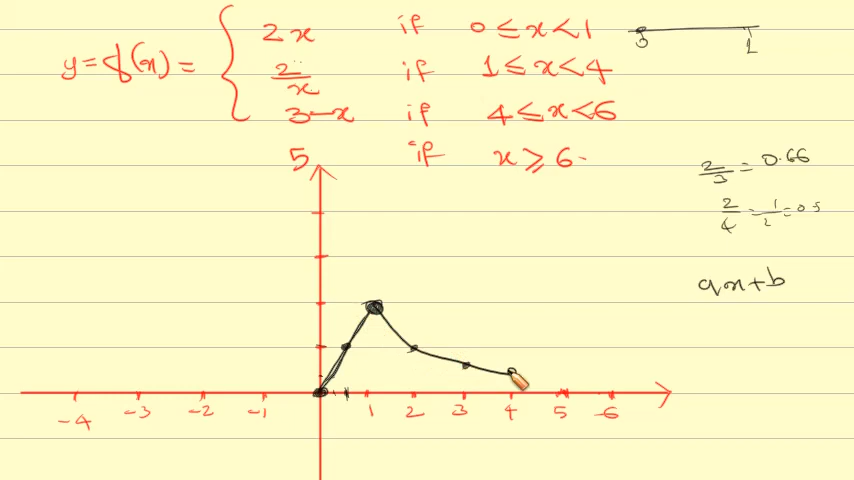 y = f(x) = { 2x if 0 ≤ x < 1
2/x if 1 ≤ x < 4
3-x if 4 ≤ x < 6
5 if x ≥ 6.
0 1
2/3 = 0.66
2/4 = 1/2 = 0.5
ax+b
-4 -3 -2 -1 1 2 3 4 5 6